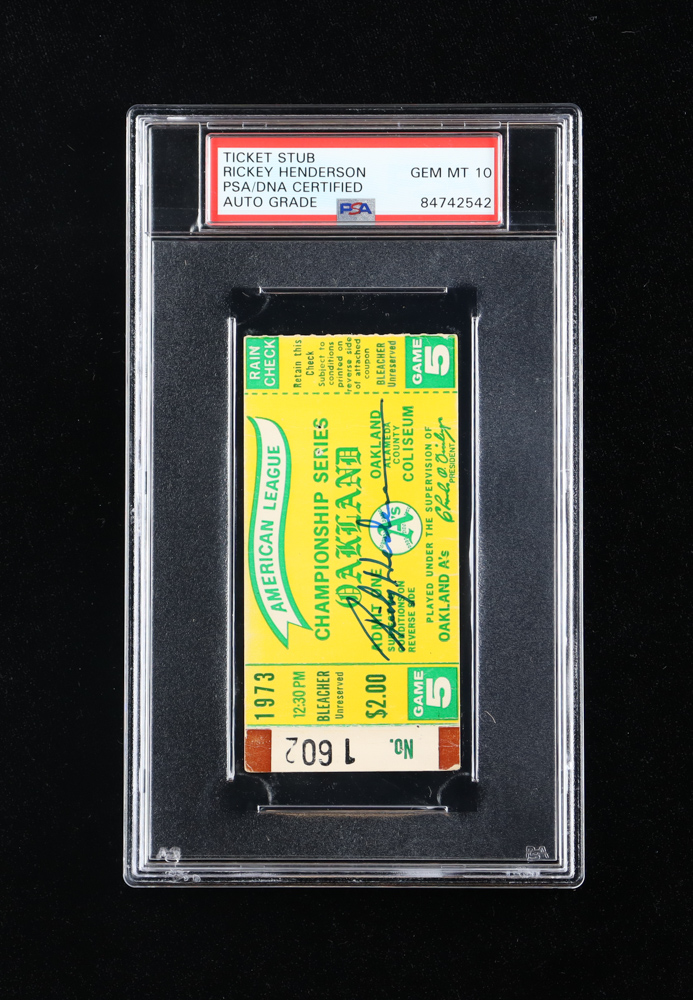 TICKET STUB
RICKEY HENDERSON GEM MT 10
PSA/DNA CERTIFIED
AUTO GRADE PSA 84742542
RAIN
CHECK
Retain this
Check
Subject to
conditions
printed on
reverse side
of attached
coupon
BLEACHER
Unreserved
GAME
5
AMERICAN LEAGUE
CHAMPIONSHIP SERIES
OAKLAND
ADMIT ONE
CONDITIONS ON
REVERSE SIDE
A's
OAKLAND
ALAMEDA
COUNTY
COLISEUM
PLAYED UNDER THE SUPERVISION OF
OAKLAND A's
PRESIDENT
1973
12:30 PM
BLEACHER
Unreserved
$2.00
GAME
5
No.
1602